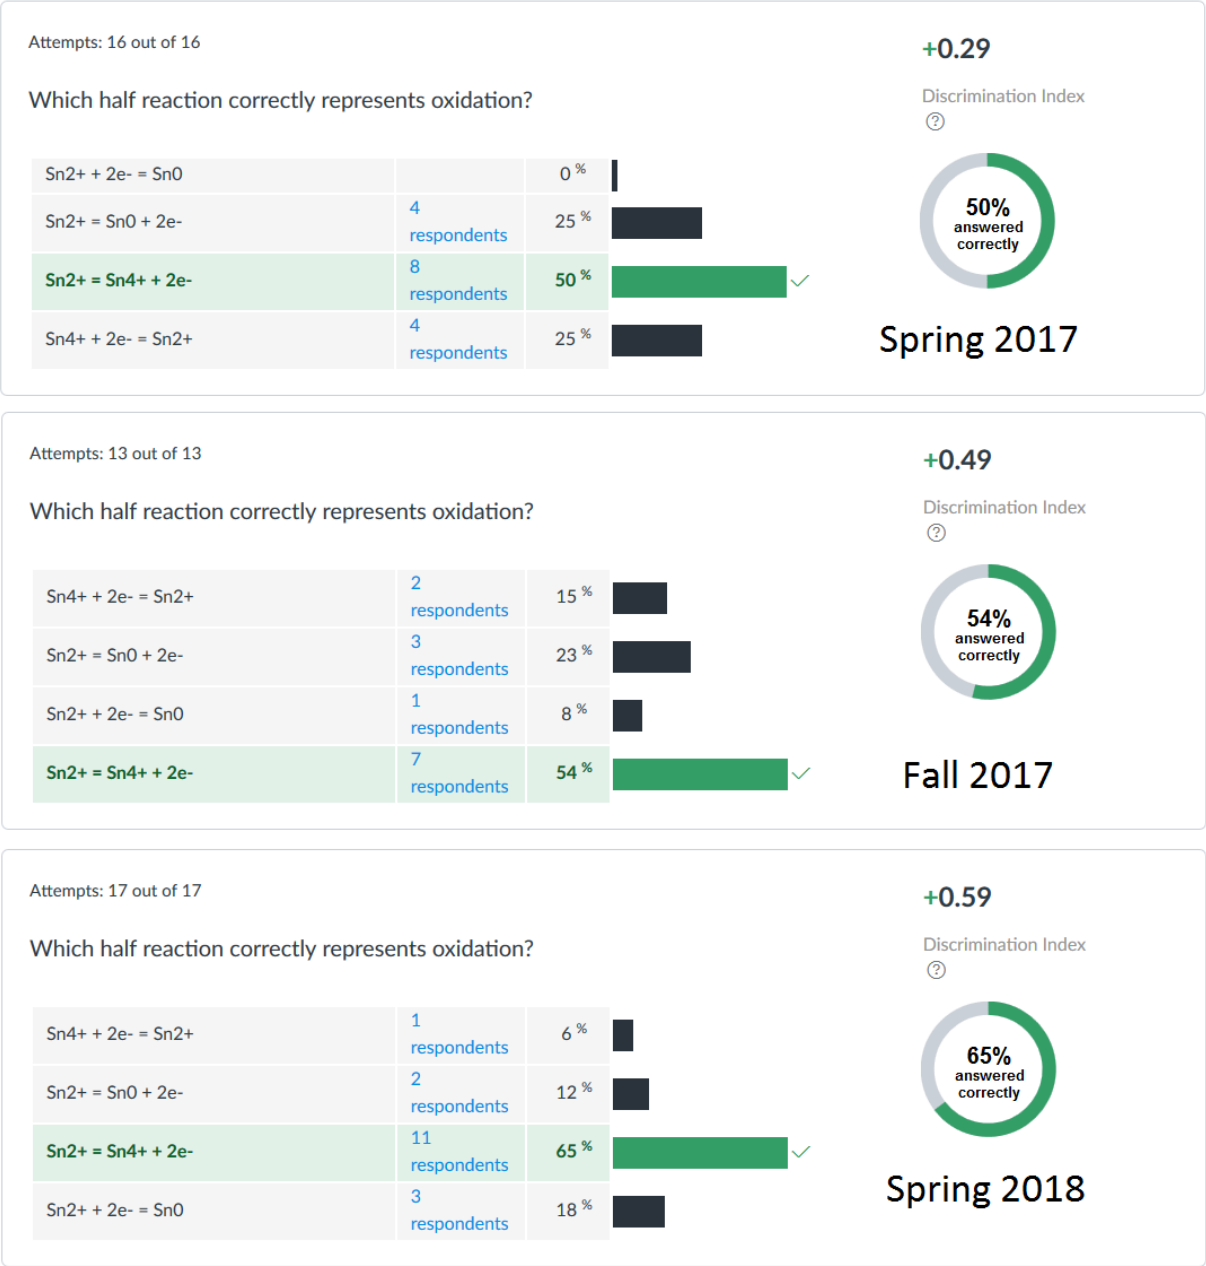 Attempts: 16 out of 16
+0.29
Which half reaction correctly represents oxidation?
Discrimination Index
?
Sn2+ + 2e- = Sn0
0 %
Sn2+ = Sn0 + 2e-
4
respondents
25 %
50%
answered
correctly
Sn2+ = Sn4+ + 2e-
8
respondents
50 %
Sn4+ + 2e- = Sn2+
4
respondents
25 %
Spring 2017
Attempts: 13 out of 13
+0.49
Which half reaction correctly represents oxidation?
Discrimination Index
?
Sn4+ + 2e- = Sn2+
2
respondents
15 %
Sn2+ = Sn0 + 2e-
3
respondents
23 %
54%
answered
correctly
Sn2+ + 2e- = Sn0
1
respondents
8 %
Sn2+ = Sn4+ + 2e-
7
respondents
54 %
Fall 2017
Attempts: 17 out of 17
+0.59
Which half reaction correctly represents oxidation?
Discrimination Index
?
Sn4+ + 2e- = Sn2+
1
respondents
6 %
Sn2+ = Sn0 + 2e-
2
respondents
12 %
65%
answered
correctly
Sn2+ = Sn4+ + 2e-
11
respondents
65 %
Sn2+ + 2e- = Sn0
3
respondents
18 %
Spring 2018